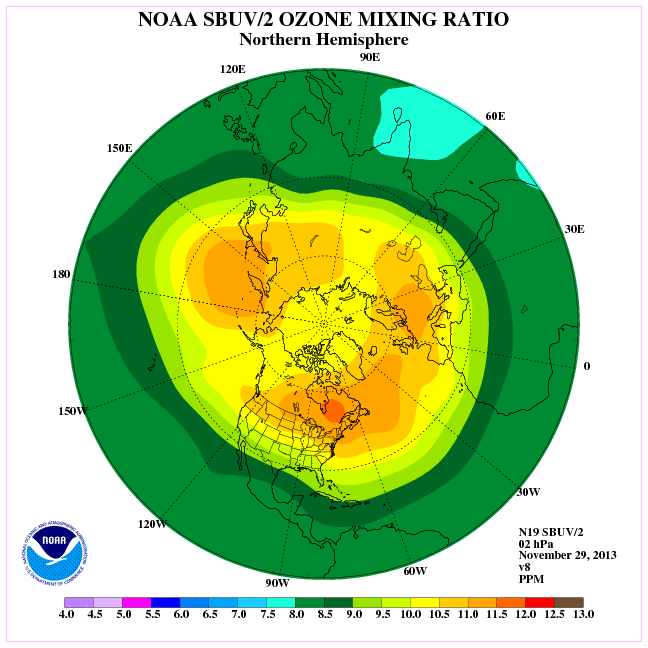 NOAA SBUV/2 OZONE MIXING RATIO
Northern Hemisphere
90E
120E
60E
150E
30E
180
0
150W
30W
120W
90W
60W
NOAA
N19 SBUV/2
02 hPa
November 29, 2013
v8
PPM
4.0 4.5 5.0 5.5 6.0 6.5 7.0 7.5 8.0 8.5 9.0 9.5 10.0 10.5 11.0 11.5 12.0 12.5 13.0